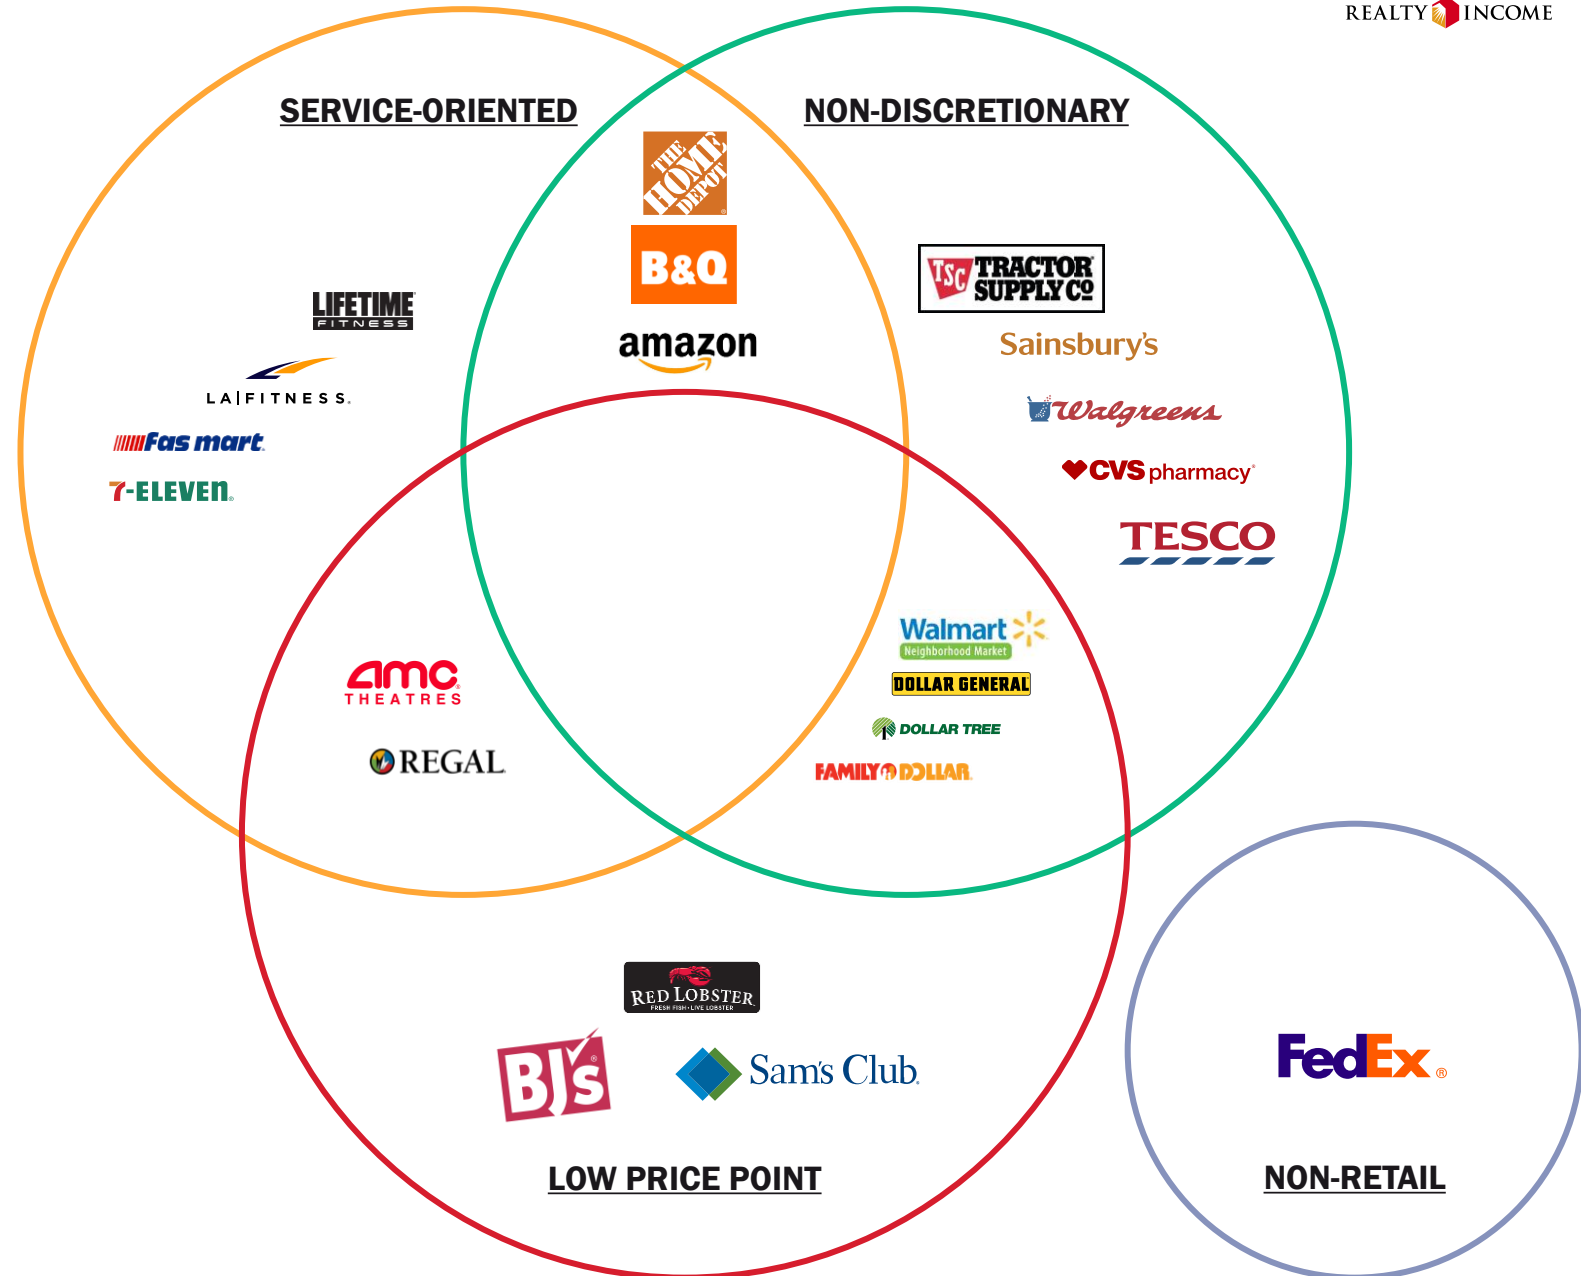 REALTY INCOME
SERVICE-ORIENTED
NON-DISCRETIONARY
THE
HOME
DEPOT
B&Q
amazon
LIFETIME
FITNESS
LA|FITNESS.
Fas mart.
7-ELEVEn®
TSC TRACTOR
SUPPLY Cº
Sainsbury's
Walgreens
CVS pharmacy®
TESCO
amc
THEATRES
REGAL
Walmart
Neighborhood Market
DOLLAR GENERAL
DOLLAR TREE
FAMILY DOLLAR
RED LOBSTER
FRESH FISH • LIVE LOBSTER
BJ's®
Sam's Club
LOW PRICE POINT
FedEx®
NON-RETAIL